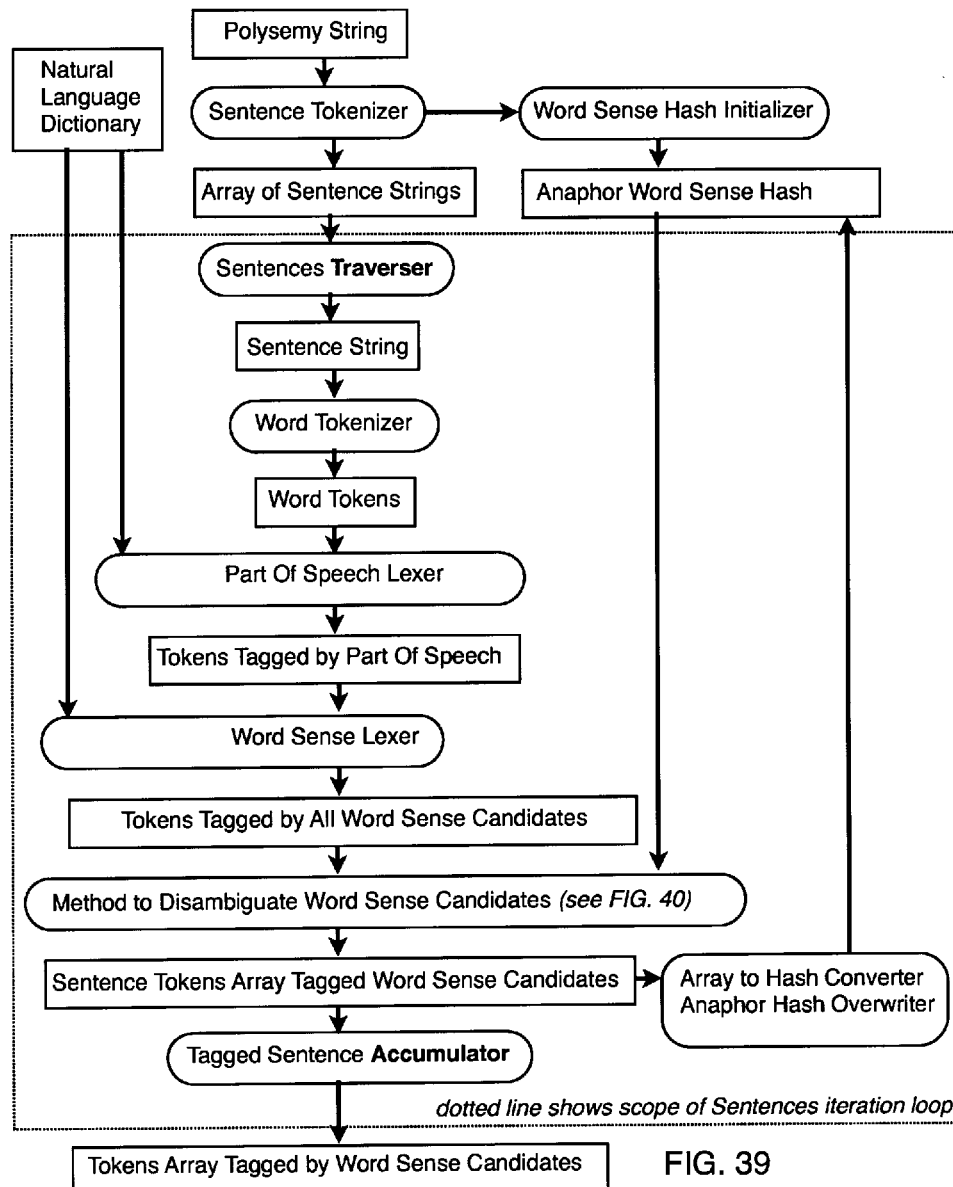 Polysemy String
Natural
Language
Dictionary
Sentence Tokenizer
Word Sense Hash Initializer
Array of Sentence Strings
Anaphor Word Sense Hash
Sentences Traverser
Sentence String
Word Tokenizer
Word Tokens
Part Of Speech Lexer
Tokens Tagged by Part Of Speech
Word Sense Lexer
Tokens Tagged by All Word Sense Candidates
Method to Disambiguate Word Sense Candidates (see FIG. 40)
Sentence Tokens Array Tagged Word Sense Candidates
Array to Hash Converter
Anaphor Hash Overwriter
Tagged Sentence Accumulator
dotted line shows scope of Sentences iteration loop
Tokens Array Tagged by Word Sense Candidates
FIG. 39